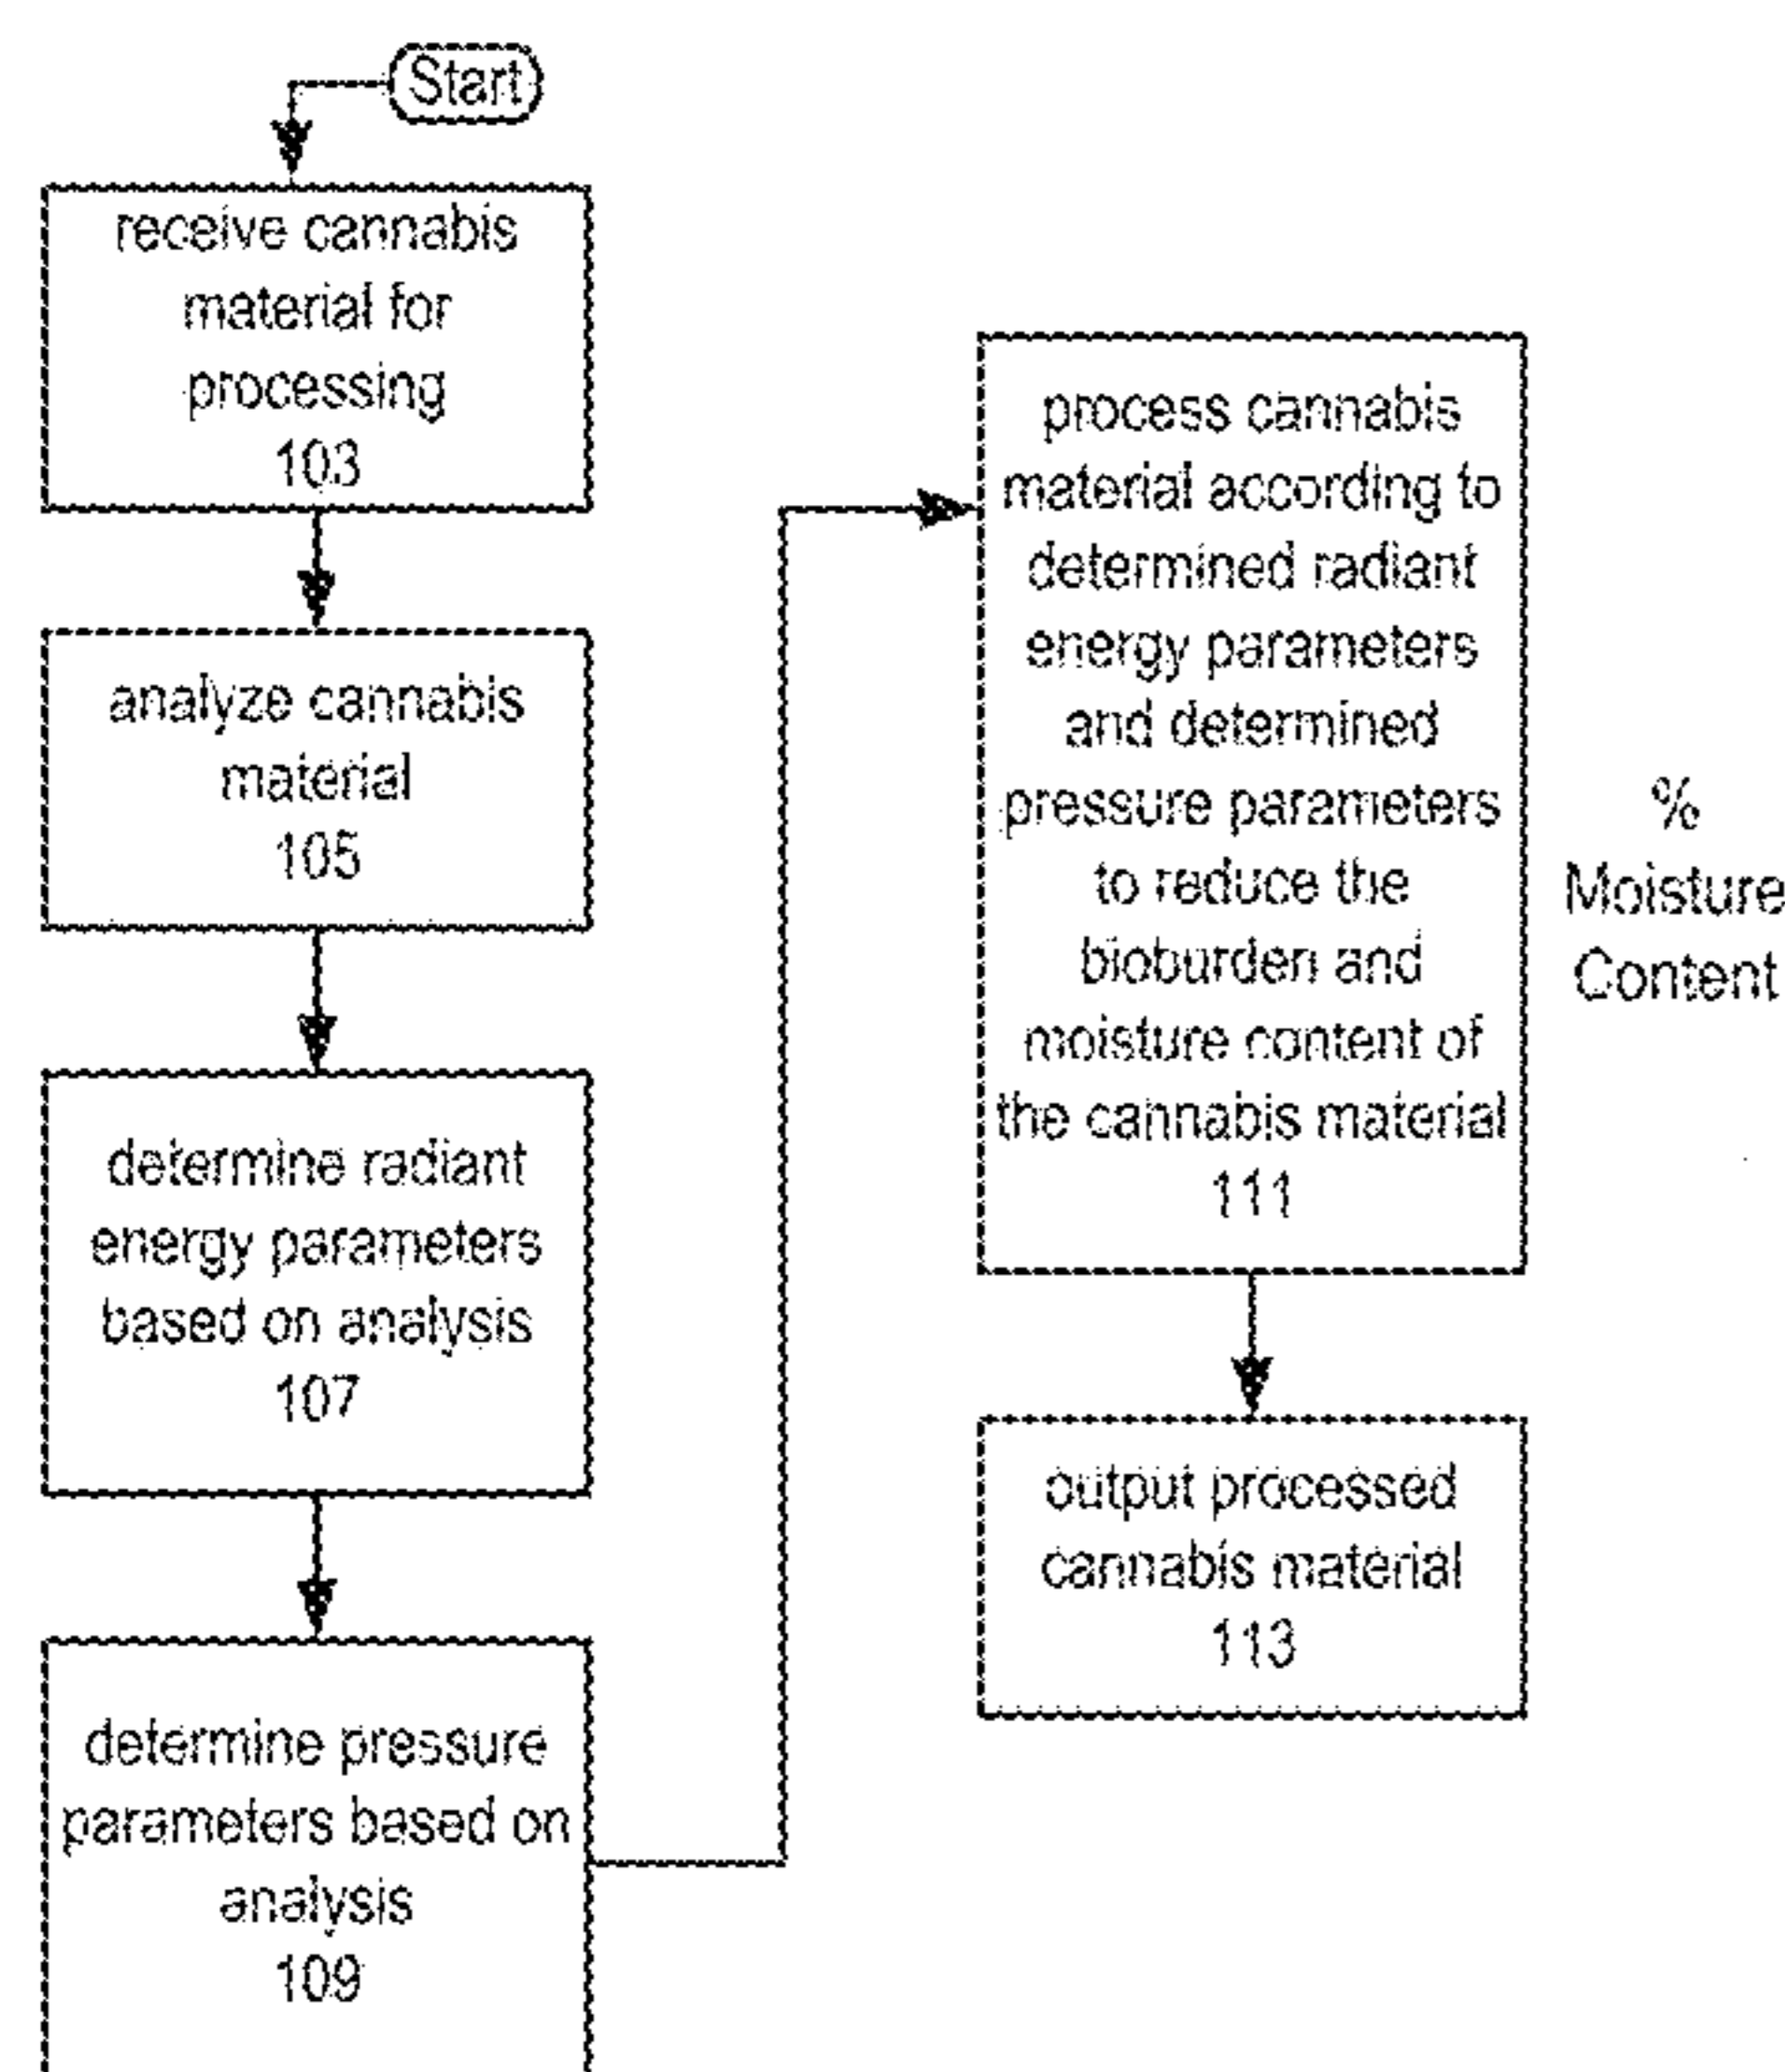 Start
receive cannabis
material for
processing
103
analyze cannabis
material
105
determine radiant
energy parameters
based on analysis
107
determine pressure
parameters based on
analysis
109
process cannabis
material according to
determined radiant
energy parameters
and determined
pressure parameters
to reduce the
bioburden and
moisture content of
the cannabis material
111
output processed
cannabis material
113
%
Moisture
Content